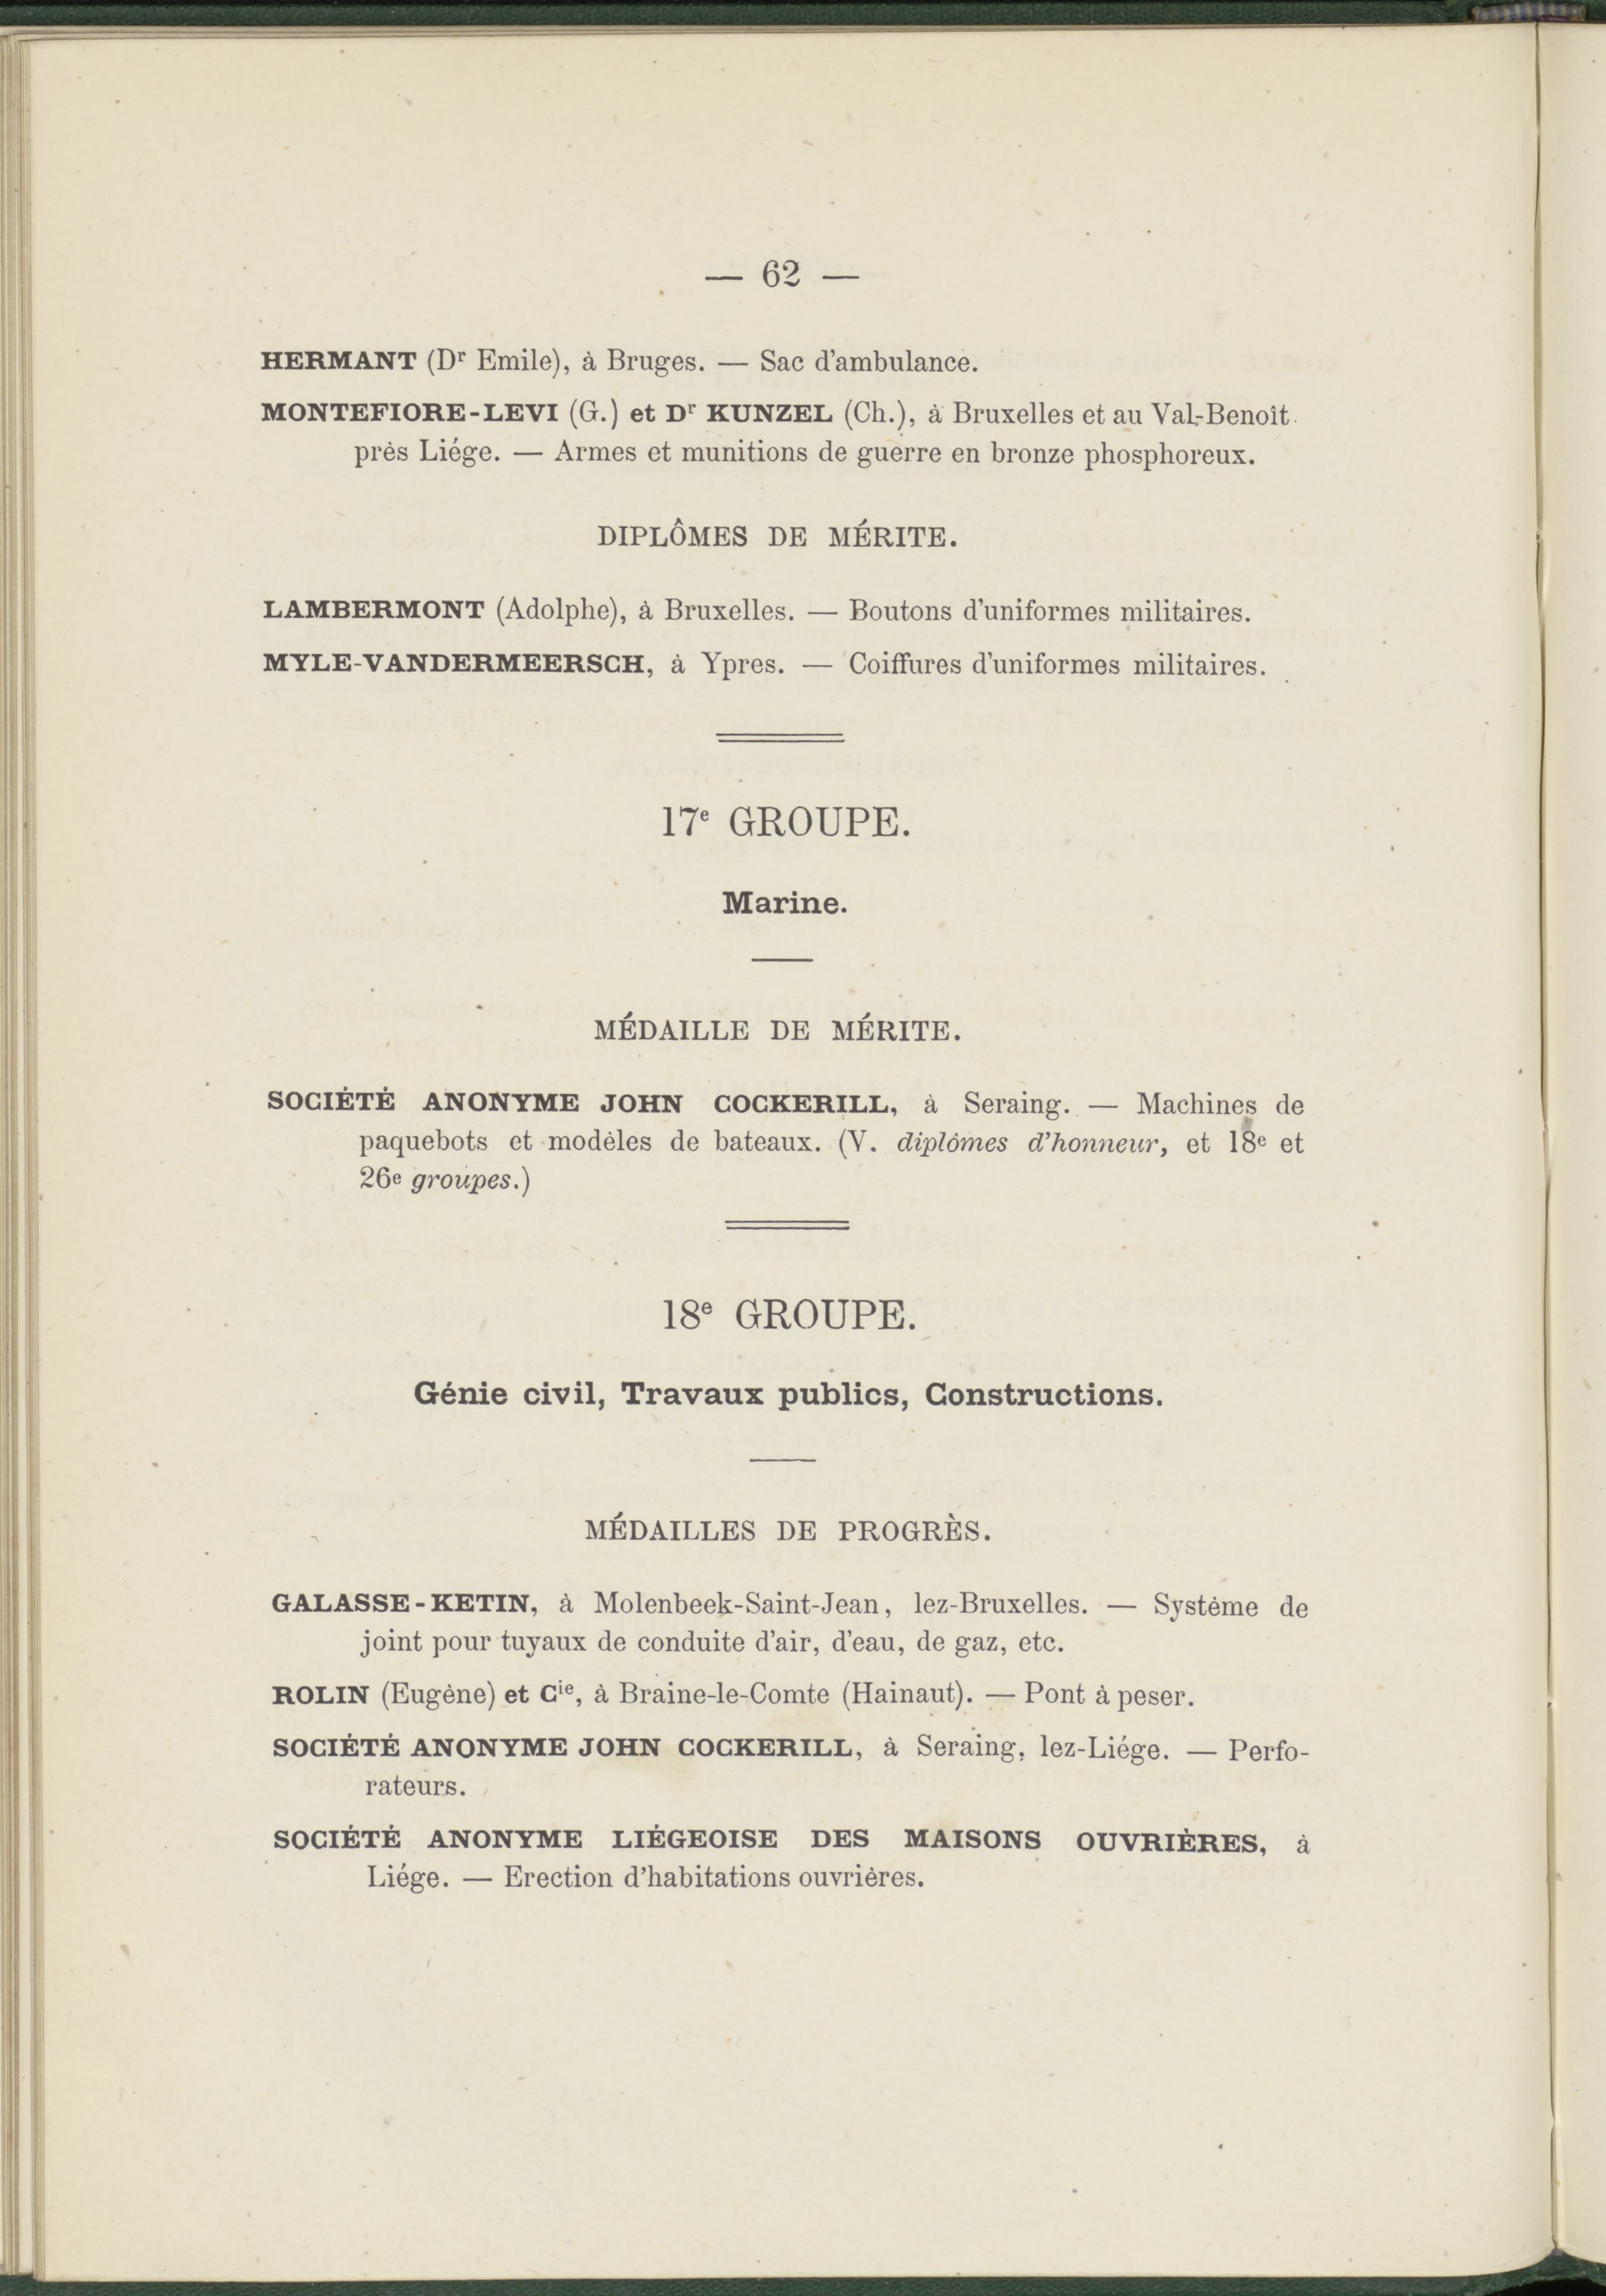 — 62 —
HERMANT (Dr Emile), à Bruges. — Sac d'ambulance.
MONTEFIORE-LEVI (G.) et Dr KUNZEL (Ch.), à Bruxelles et au Val-Benoît
près Liége. — Armes et munitions de guerre en bronze phosphoreux.
DIPLÔMES DE MÉRITE.
LAMBERMONT (Adolphe), à Bruxelles. — Boutons d'uniformes militaires.
MYLE-VANDERMEERSCH, à Ypres. — Coiffures d'uniformes militaires.
17e GROUPE.
Marine.
MÉDAILLE DE MÉRITE.
SOCIÉTÉ ANONYME JOHN COCKERILL, à Seraing. — Machines de
paquebots et modèles de bateaux. (V. diplômes d'honneur, et 18e et
26e groupes.)
18e GROUPE.
Génie civil, Travaux publics, Constructions.
MÉDAILLES DE PROGRÈS.
GALASSE-KETIN, à Molenbeek-Saint-Jean, lez-Bruxelles. — Système de
joint pour tuyaux de conduite d'air, d'eau, de gaz, etc.
ROLIN (Eugène) et Cie, à Braine-le-Comte (Hainaut). — Pont à peser.
SOCIÉTÉ ANONYME JOHN COCKERILL, à Seraing, lez-Liége. — Perfo-
rateurs.
SOCIÉTÉ ANONYME LIÉGEOISE DES MAISONS OUVRIÈRES, à
Liége. — Erection d'habitations ouvrières.